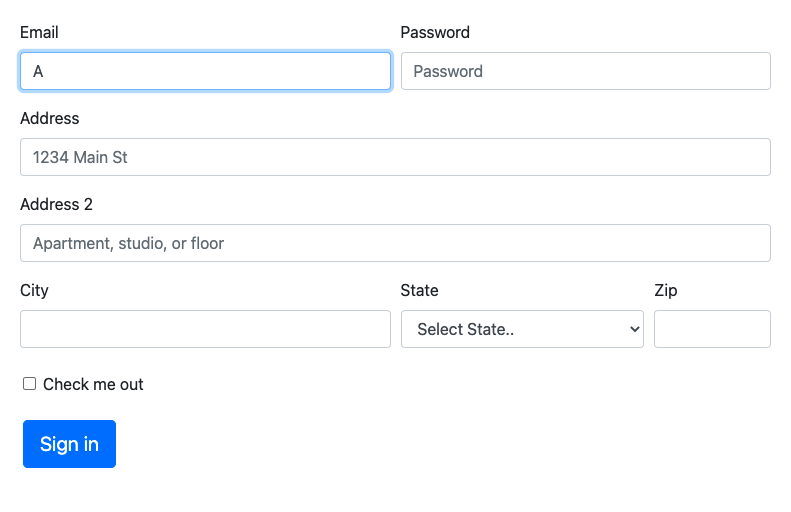 Email Password
A Password
Address
1234 Main St
Address 2
Apartment, studio, or floor
City State Zip
Select State..
Check me out
Sign in